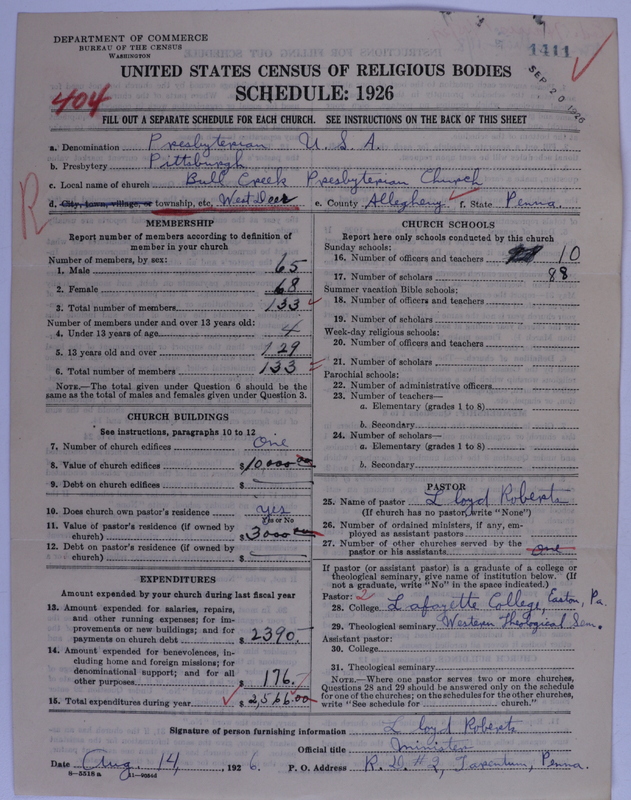 DEPARTMENT OF COMMERCE
BUREAU OF THE CENSUS
WASHINGTON
1411
SEP 20 1926
UNITED STATES CENSUS OF RELIGIOUS BODIES
SCHEDULE: 1926
404
FILL OUT A SEPARATE SCHEDULE FOR EACH CHURCH. SEE INSTRUCTIONS ON THE BACK OF THIS SHEET
a. Denomination Presbyterian U. S. A.
b. Presbytery Pittsburgh
c. Local name of church Bull Creek Presbyterian Church
R
d. City, town, village, or township, etc, West Deer e. County Allegheny f. State Penna.
MEMBERSHIP
Report number of members according to definition of member in your church
Number of members, by sex:
1. Male 65
2. Female 68
3. Total number of members 133
Number of members under and over 13 years old:
4. Under 13 years of age 4
5. 13 years old and over 129
6. Total number of members 133
NOTE.—The total given under Question 6 should be the same as the total of males and females given under Question 3.
CHURCH BUILDINGS
See instructions, paragraphs 10 to 12
7. Number of church edifices One
8. Value of church edifices $10000 00
9. Debt on church edifices $
10. Does church own pastor's residence yes
Yes or No
11. Value of pastor's residence (if owned by church) $3000 00
12. Debt on pastor's residence (if owned by church) $
EXPENDITURES
Amount expended by your church during last fiscal year
13. Amount expended for salaries, repairs, and other running expenses; for improvements or new buildings; and for payments on church debt $2390.
14. Amount expended for benevolences, including home and foreign missions; for denominational support; and for all other purposes $176.
15. Total expenditures during year $2,566.00
CHURCH SCHOOLS
Report here only schools conducted by this church
Sunday schools:
16. Number of officers and teachers 10
17. Number of scholars 88
Summer vacation Bible schools:
18. Number of officers and teachers
19. Number of scholars
Week-day religious schools:
20. Number of officers and teachers
21. Number of scholars
Parochial schools:
22. Number of administrative officers
23. Number of teachers—
a. Elementary (grades 1 to 8)
b. Secondary
24. Number of scholars—
a. Elementary (grades 1 to 8)
b. Secondary
PASTOR
25. Name of pastor Lloyd Roberts
(If church has no pastor, write "None")
26. Number of ordained ministers, if any, employed as assistant pastors
27. Number of other churches served by the pastor or his assistants One
If pastor (or assistant pastor) is a graduate of a college or theological seminary, give name of institution below. (If not a graduate, write "No" in the space indicated.)
Pastor: 2
28. College Lafayette College, Easton, Pa.
29. Theological seminary Western Theological Sem.
Assistant pastor:
30. College
31. Theological seminary
NOTE.—Where one pastor serves two or more churches, Questions 28 and 29 should be answered only on the schedule for one of the churches; on the schedules for the other churches, write "See schedule for church."
Signature of person furnishing information Lloyd Roberts
Official title Minister
Date Aug. 14, 1926. P. O. Address R. D. #2, Tarentum, Penna.
8—5318 a 11—9094d